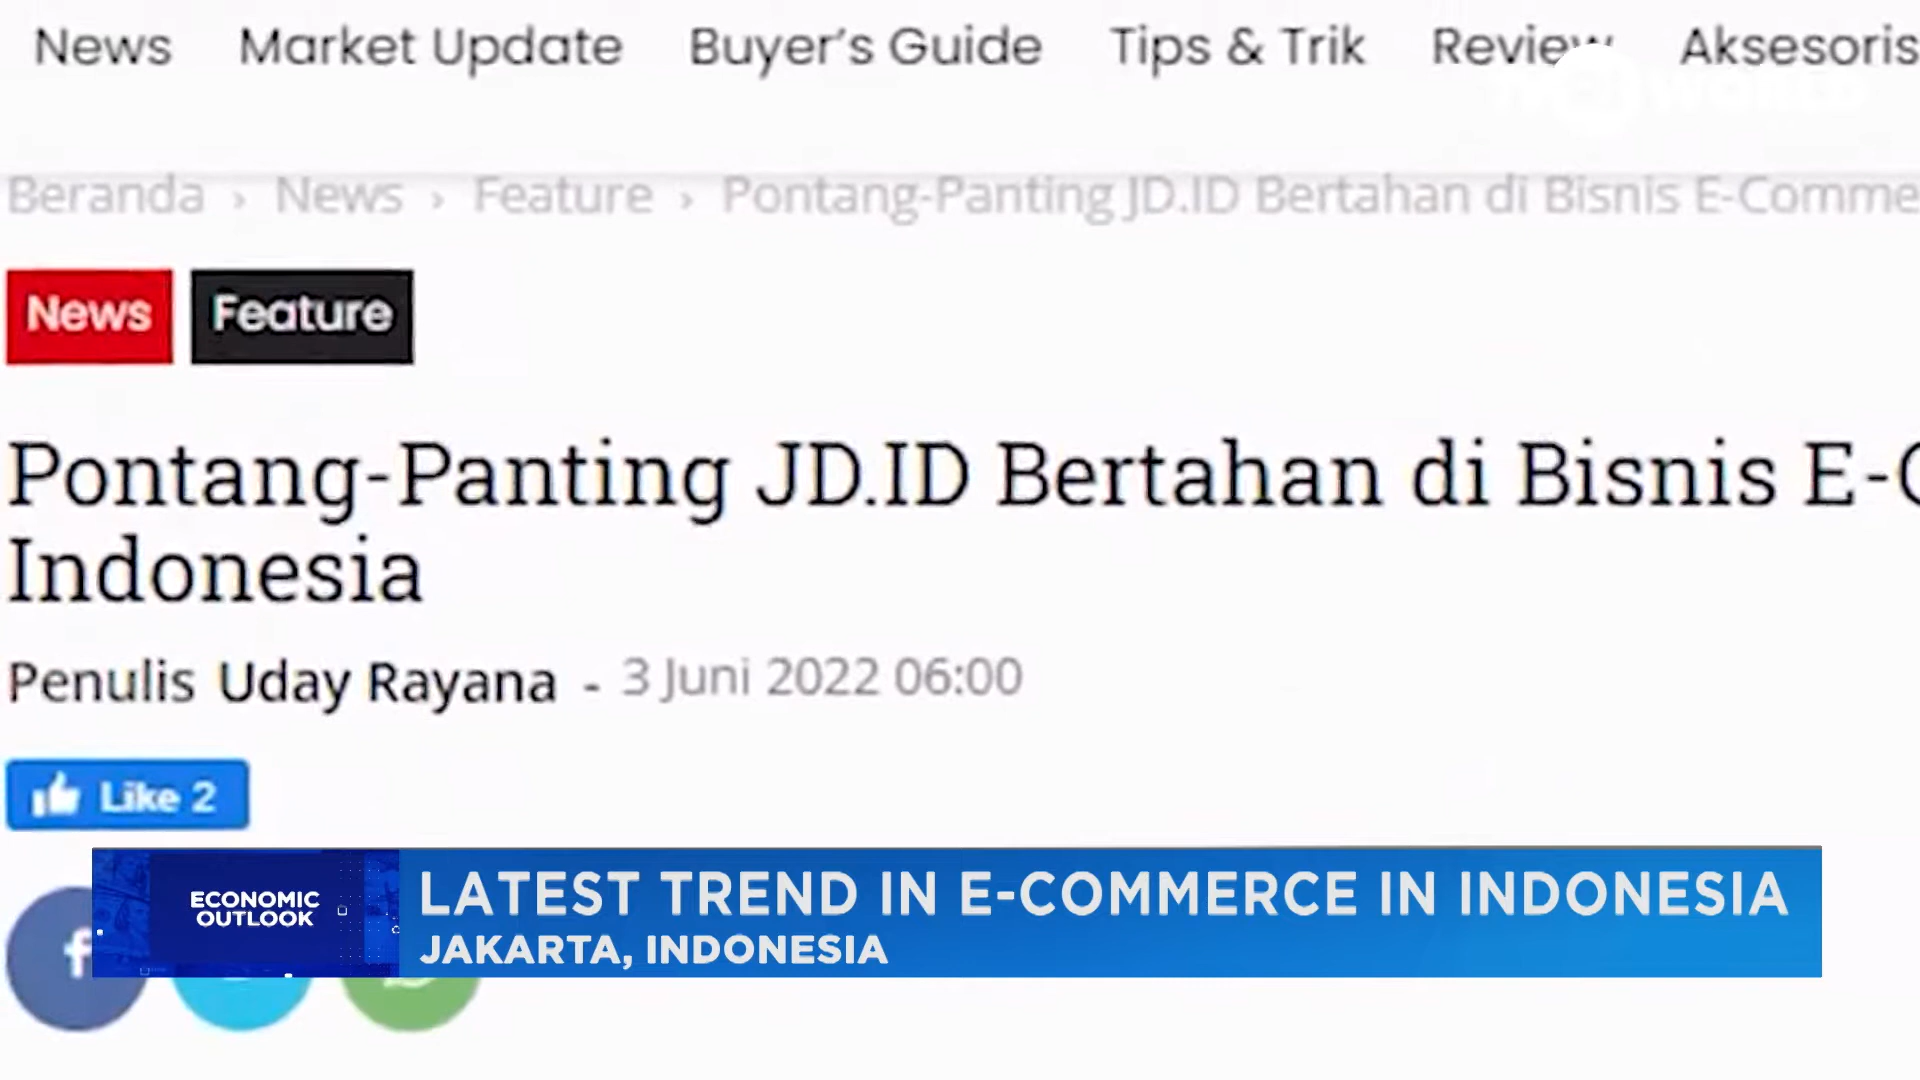 News Market Update Buyer's Guide Tips & Trik Review Aksesoris
Beranda › News › Feature › Pontang-Panting JD.ID Bertahan di Bisnis E-Comme
News Feature
Pontang-Panting JD.ID Bertahan di Bisnis E-
Indonesia
Penulis Uday Rayana - 3 Juni 2022 06:00
Like 2
ECONOMIC
OUTLOOK
LATEST TREND IN E-COMMERCE IN INDONESIA
JAKARTA, INDONESIA